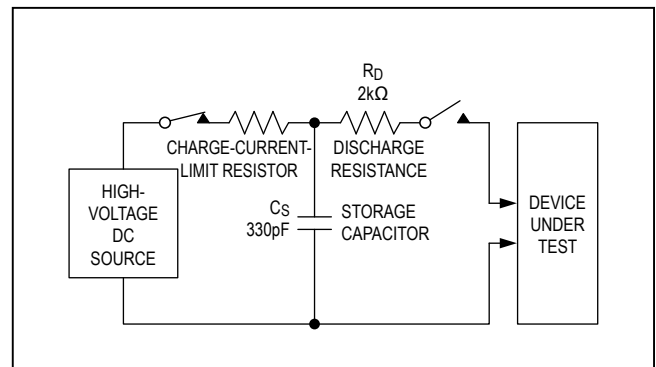 RD
2kΩ
CHARGE-CURRENT-
LIMIT RESISTOR
DISCHARGE
RESISTANCE
HIGH-
VOLTAGE
DC
SOURCE
CS
330pF
STORAGE
CAPACITOR
DEVICE
UNDER
TEST